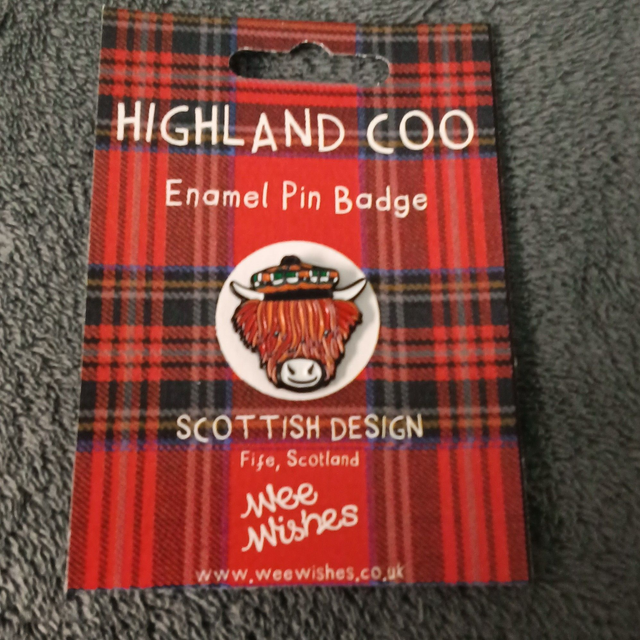 HIGHLAND COO
Enamel Pin Badge
SCOTTISH DESIGN
Fife, Scotland
Wee
Wishes
www.weewishes.co.uk